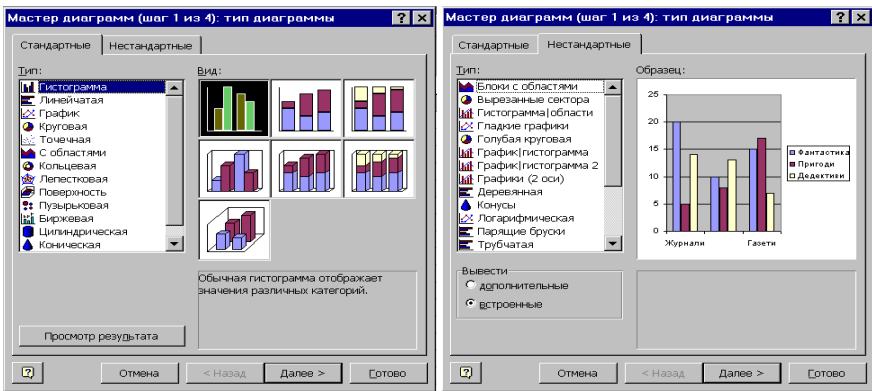 Мастер диаграмм (шаг 1 из 4): тип диаграммы
Стандартные
Нестандартные
Тип:
Гистограмма
Линейчатая
График
Круговая
Точечная
С областями
Кольцевая
Лепестковая
Поверхность
Пузырьковая
Биржевая
Цилиндрическая
Коническая
Вид:
Обычная гистограмма отображает
значения различных категорий.
Просмотр результата
Отмена
< Назад
Далее >
Готово
Мастер диаграмм (шаг 1 из 4): тип диаграммы
Стандартные
Нестандартные
Тип:
Блоки с областями
Вырезанные сектора
Гистограмма|области
Гладкие графики
Голубая круговая
График|гистограмма
График|гистограмма 2
Графики (2 оси)
Деревянная
Конусы
Логарифмическая
Парящие бруски
Трубчатая
Образец:
25
20
15
10
5
0
Журнали
Газети
Фантастика
Пригоди
Дедективи
Вывести
дополнительные
встроенные
Отмена
< Назад
Далее >
Готово